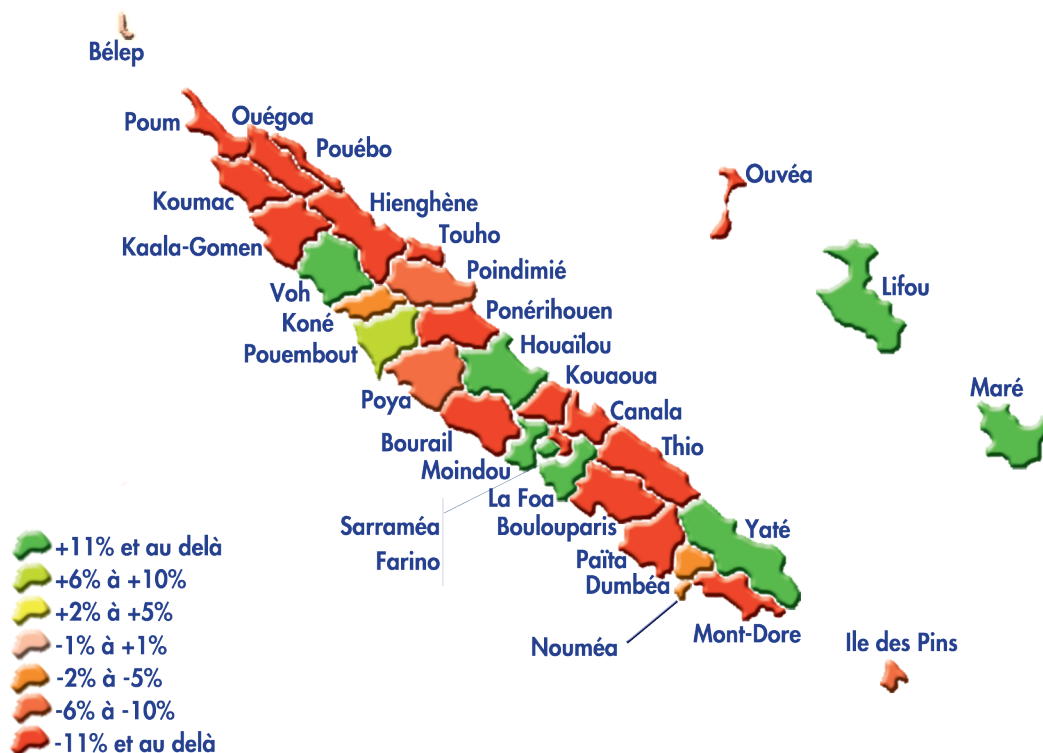 Bélep
Poum
Ouégoa
Pouébo
Koumac
Hienghène
Kaala-Gomen
Touho
Poindimié
Voh
Koné
Ponérihouen
Pouembout
Houaïlou
Kouaoua
Poya
Canala
Bourail
Thio
Moindou
La Foa
Sarraméa
Boulouparis
Farino
Yaté
Païta
Dumbéa
Nouméa
Mont-Dore
Ile des Pins
Ouvéa
Lifou
Maré
+11% et au delà
+6% à +10%
+2% à +5%
-1% à +1%
-2% à -5%
-6% à -10%
-11% et au delà